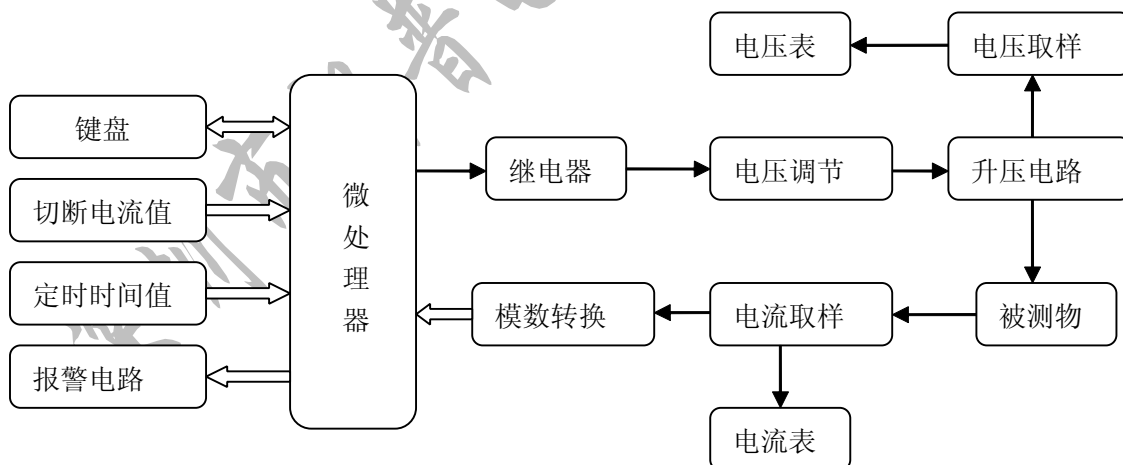 电压表
电压取样
键盘
微处理器
继电器
电压调节
升压电路
切断电流值
定时时间值
模数转换
电流取样
被测物
报警电路
电流表